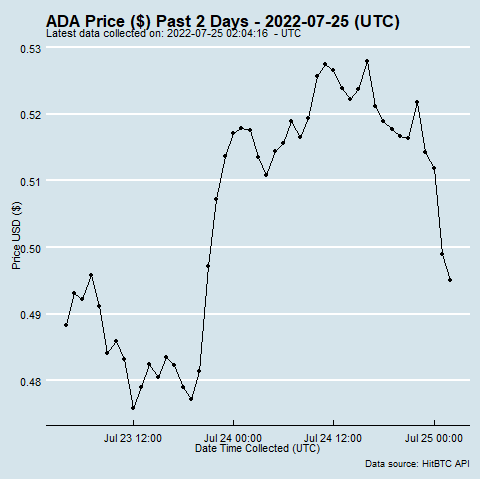 ADA Price ($) Past 2 Days - 2022-07-25 (UTC)
Latest data collected on: 2022-07-25 02:04:16 - UTC
0.53
0.52
0.51
0.50
0.49
0.48
Price USD ($)
Jul 23 12:00
Jul 24 00:00
Jul 24 12:00
Jul 25 00:00
Date Time Collected (UTC)
Data source: HitBTC API